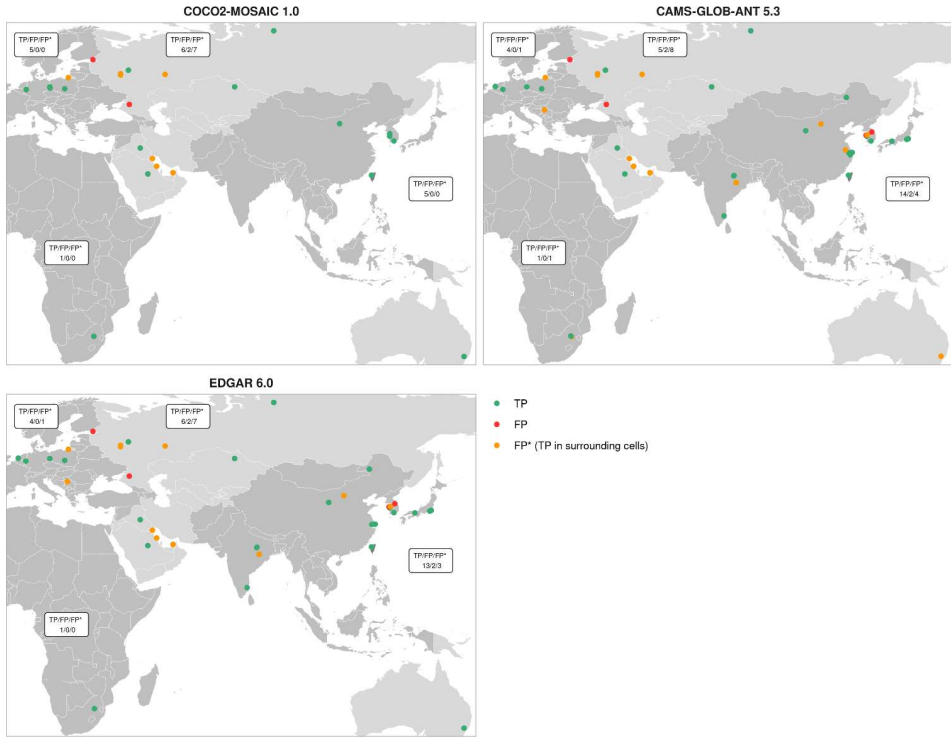 COCO2-MOSAIC 1.0
TP/FP/FP*
5/0/0
TP/FP/FP*
6/2/7
TP/FP/FP*
5/0/0
TP/FP/FP*
1/0/0
CAMS-GLOB-ANT 5.3
TP/FP/FP*
4/0/1
TP/FP/FP*
5/2/8
TP/FP/FP*
14/2/4
TP/FP/FP*
1/0/1
EDGAR 6.0
TP/FP/FP*
4/0/1
TP/FP/FP*
6/2/7
TP/FP/FP*
13/2/3
TP/FP/FP*
1/0/0
TP
FP
FP* (TP in surrounding cells)